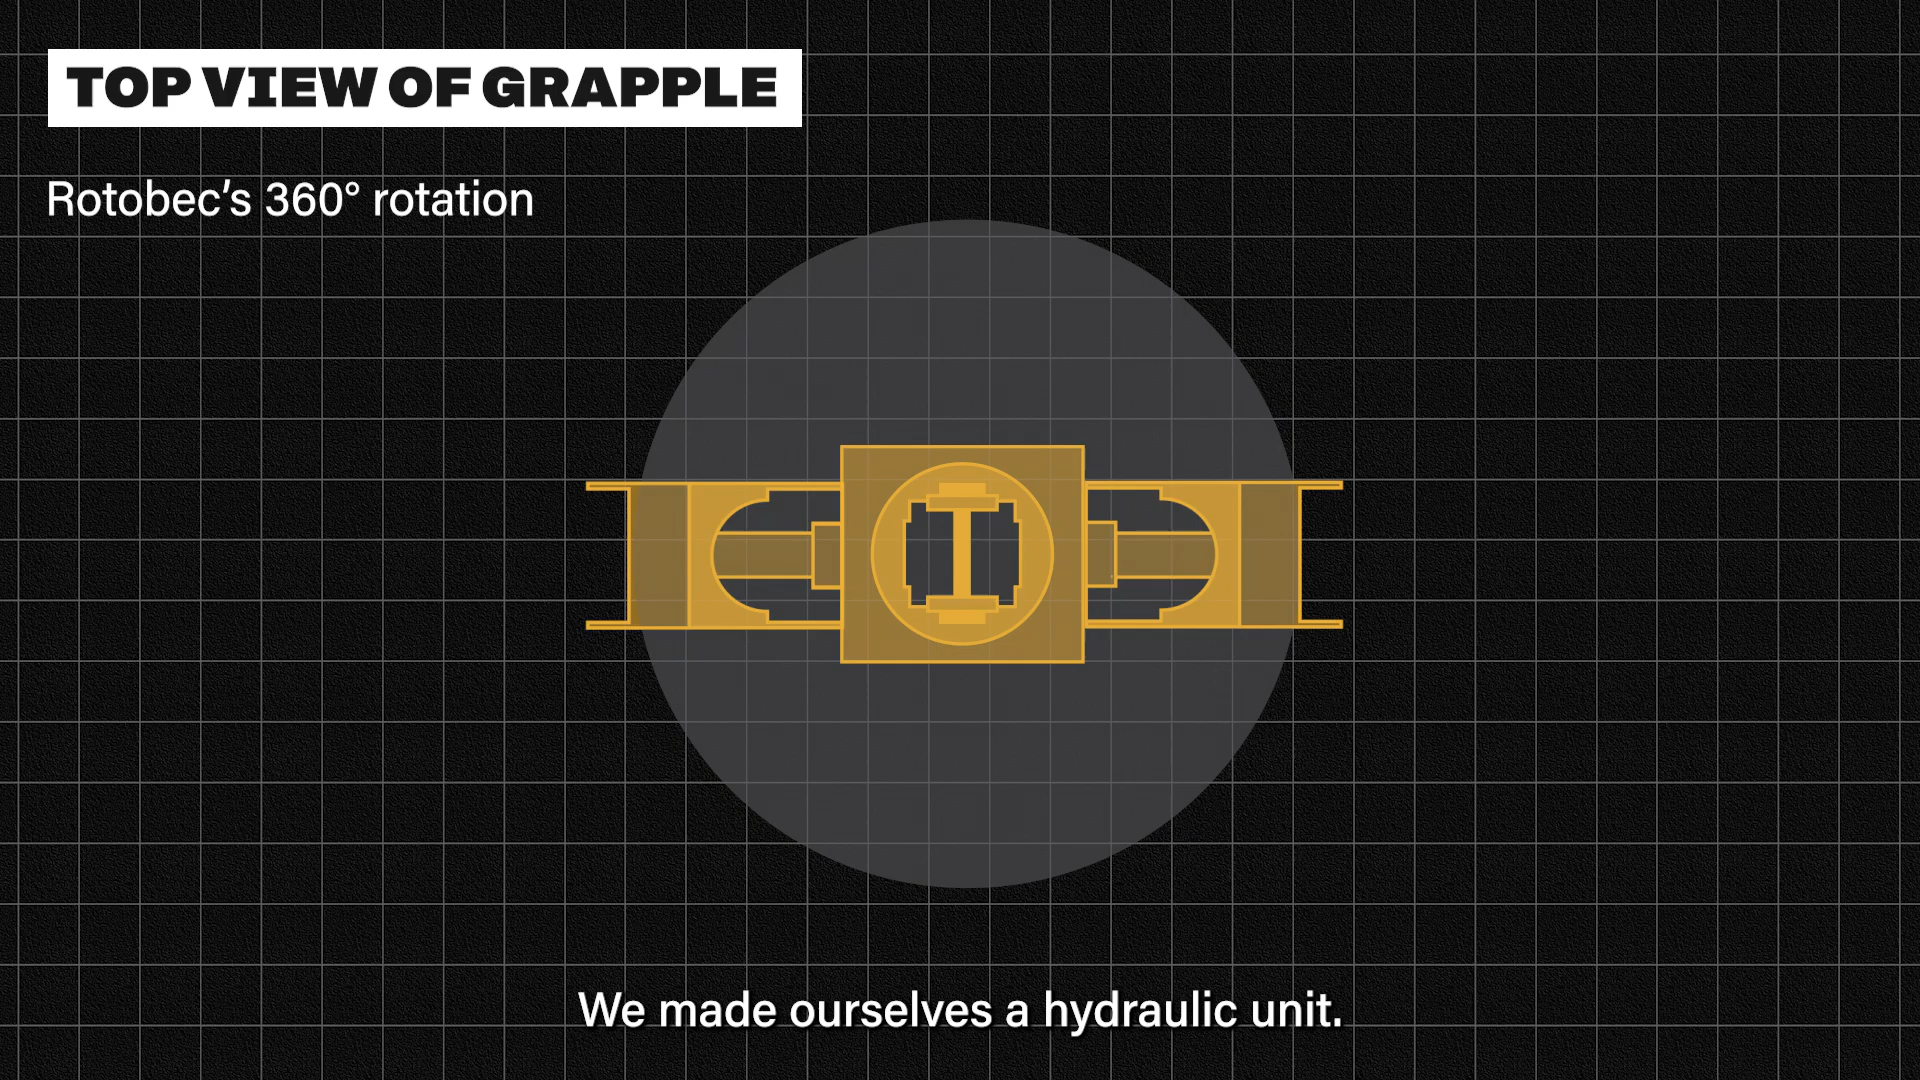 TOP VIEW OF GRAPPLE
Rotobec’s 360° rotation
We made ourselves a hydraulic unit.